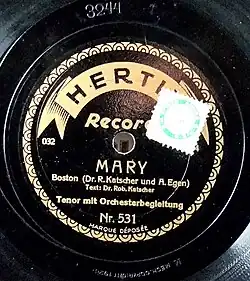 3244
HERTI
Record
032
MARY
Boston (Dr. R. Katscher und A. Egen)
Text: Dr. Rob. Katscher
Tenor mit Orchesterbegleitung
Nr. 531
MARQUE DÉPOSÉE